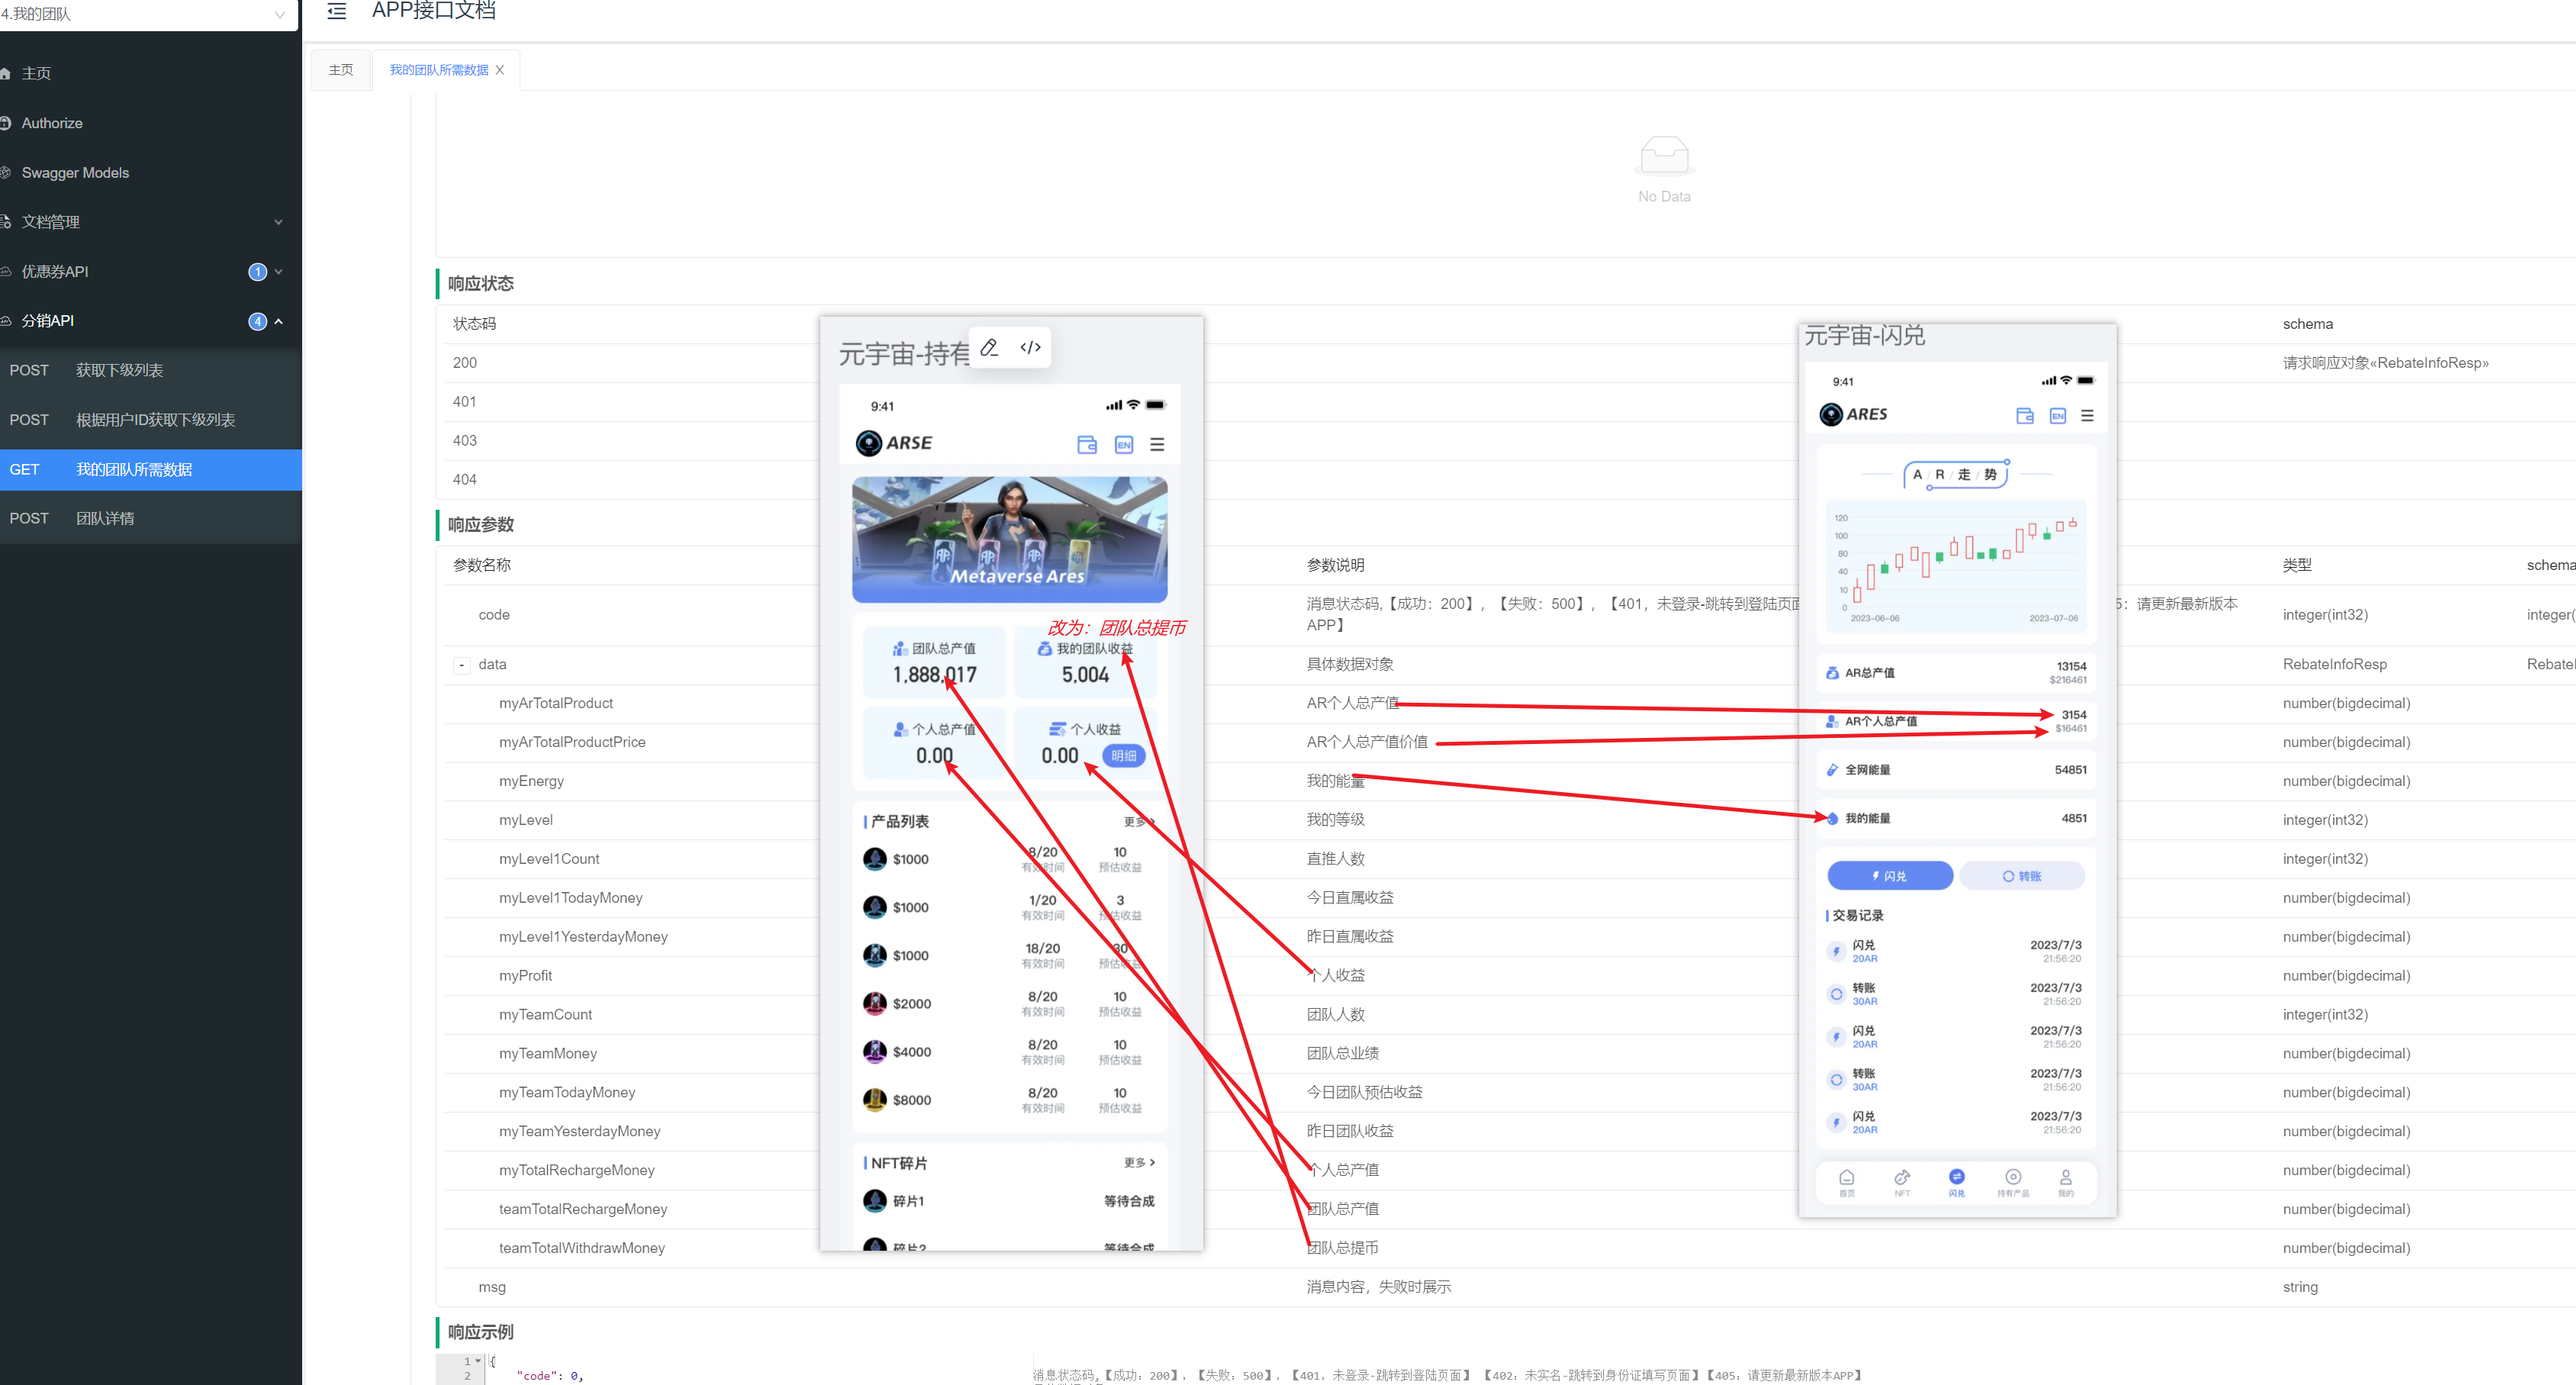 4.我的团队
APP接口文档
主页
我的团队所需数据 X
主页
Authorize
Swagger Models
文档管理
优惠券API 1
分销API 4
POST 获取下级列表
POST 根据用户ID获取下级列表
GET 我的团队所需数据
POST 团队详情
No Data
响应状态
状态码 schema
200 请求响应对象«RebateInfoResp»
401
403
404
响应参数
参数名称 参数说明 类型 schema
code 消息状态码,【成功：200】，【失败：500】，【401，未登录-跳转到登陆页面 5：请更新最新版本 integer(int32) integer(
APP】
- data 具体数据对象 RebateInfoResp
myArTotalProduct AR个人总产值 number(bigdecimal)
myArTotalProductPrice AR个人总产值价值 number(bigdecimal)
myEnergy 我的能量 number(bigdecimal)
myLevel 我的等级 integer(int32)
myLevel1Count 直推人数 integer(int32)
myLevel1TodayMoney 今日直属收益 number(bigdecimal)
myLevel1YesterdayMoney 昨日直属收益 number(bigdecimal)
myProfit 个人收益 number(bigdecimal)
myTeamCount 团队人数 integer(int32)
myTeamMoney 团队总业绩 number(bigdecimal)
myTeamTodayMoney 今日团队预估收益 number(bigdecimal)
myTeamYesterdayMoney 昨日团队收益 number(bigdecimal)
myTotalRechargeMoney 个人总产值 number(bigdecimal)
teamTotalRechargeMoney 团队总产值 number(bigdecimal)
teamTotalWithdrawMoney 团队总提币 number(bigdecimal)
msg 消息内容，失败时展示 string
响应示例
1 {
2 "code": 0,
消息状态码,【成功：200】，【失败：500】，【401，未登录-跳转到登陆页面】 【402：未实名-跳转到身份证填写页面】【405：请更新最新版本APP】
元宇宙-持有
</>
9:41
ARSE
EN
Metaverse Ares
改为：团队总提币
团队总产值 我的团队收益
1,888,017 5,004
个人总产值 个人收益
0.00 0.00 明细
产品列表 更多 >
$1000 8/20 10
有效时间 预估收益
$1000 1/20 3
有效时间 预估收益
$1000 18/20 30
有效时间 预估收益
$2000 8/20 10
有效时间 预估收益
$4000 8/20 10
有效时间 预估收益
$8000 8/20 10
有效时间 预估收益
NFT碎片 更多 >
碎片1 等待合成
碎片2 等待合成
元宇宙-闪兑
9:41
ARES
EN
A / R / 走 / 势
120
100
80
40
10
0
2023-06-06 2023-07-06
AR总产值 13154
$216461
AR个人总产值 3154
$16461
全网能量 54851
我的能量 4851
闪兑 转账
交易记录
闪兑 2023/7/3
20AR 21:56:20
转账 2023/7/3
30AR 21:56:20
闪兑 2023/7/3
20AR 21:56:20
转账 2023/7/3
30AR 21:56:20
闪兑 2023/7/3
20AR 21:56:20
首页 NFT 闪兑 持有产品 我的